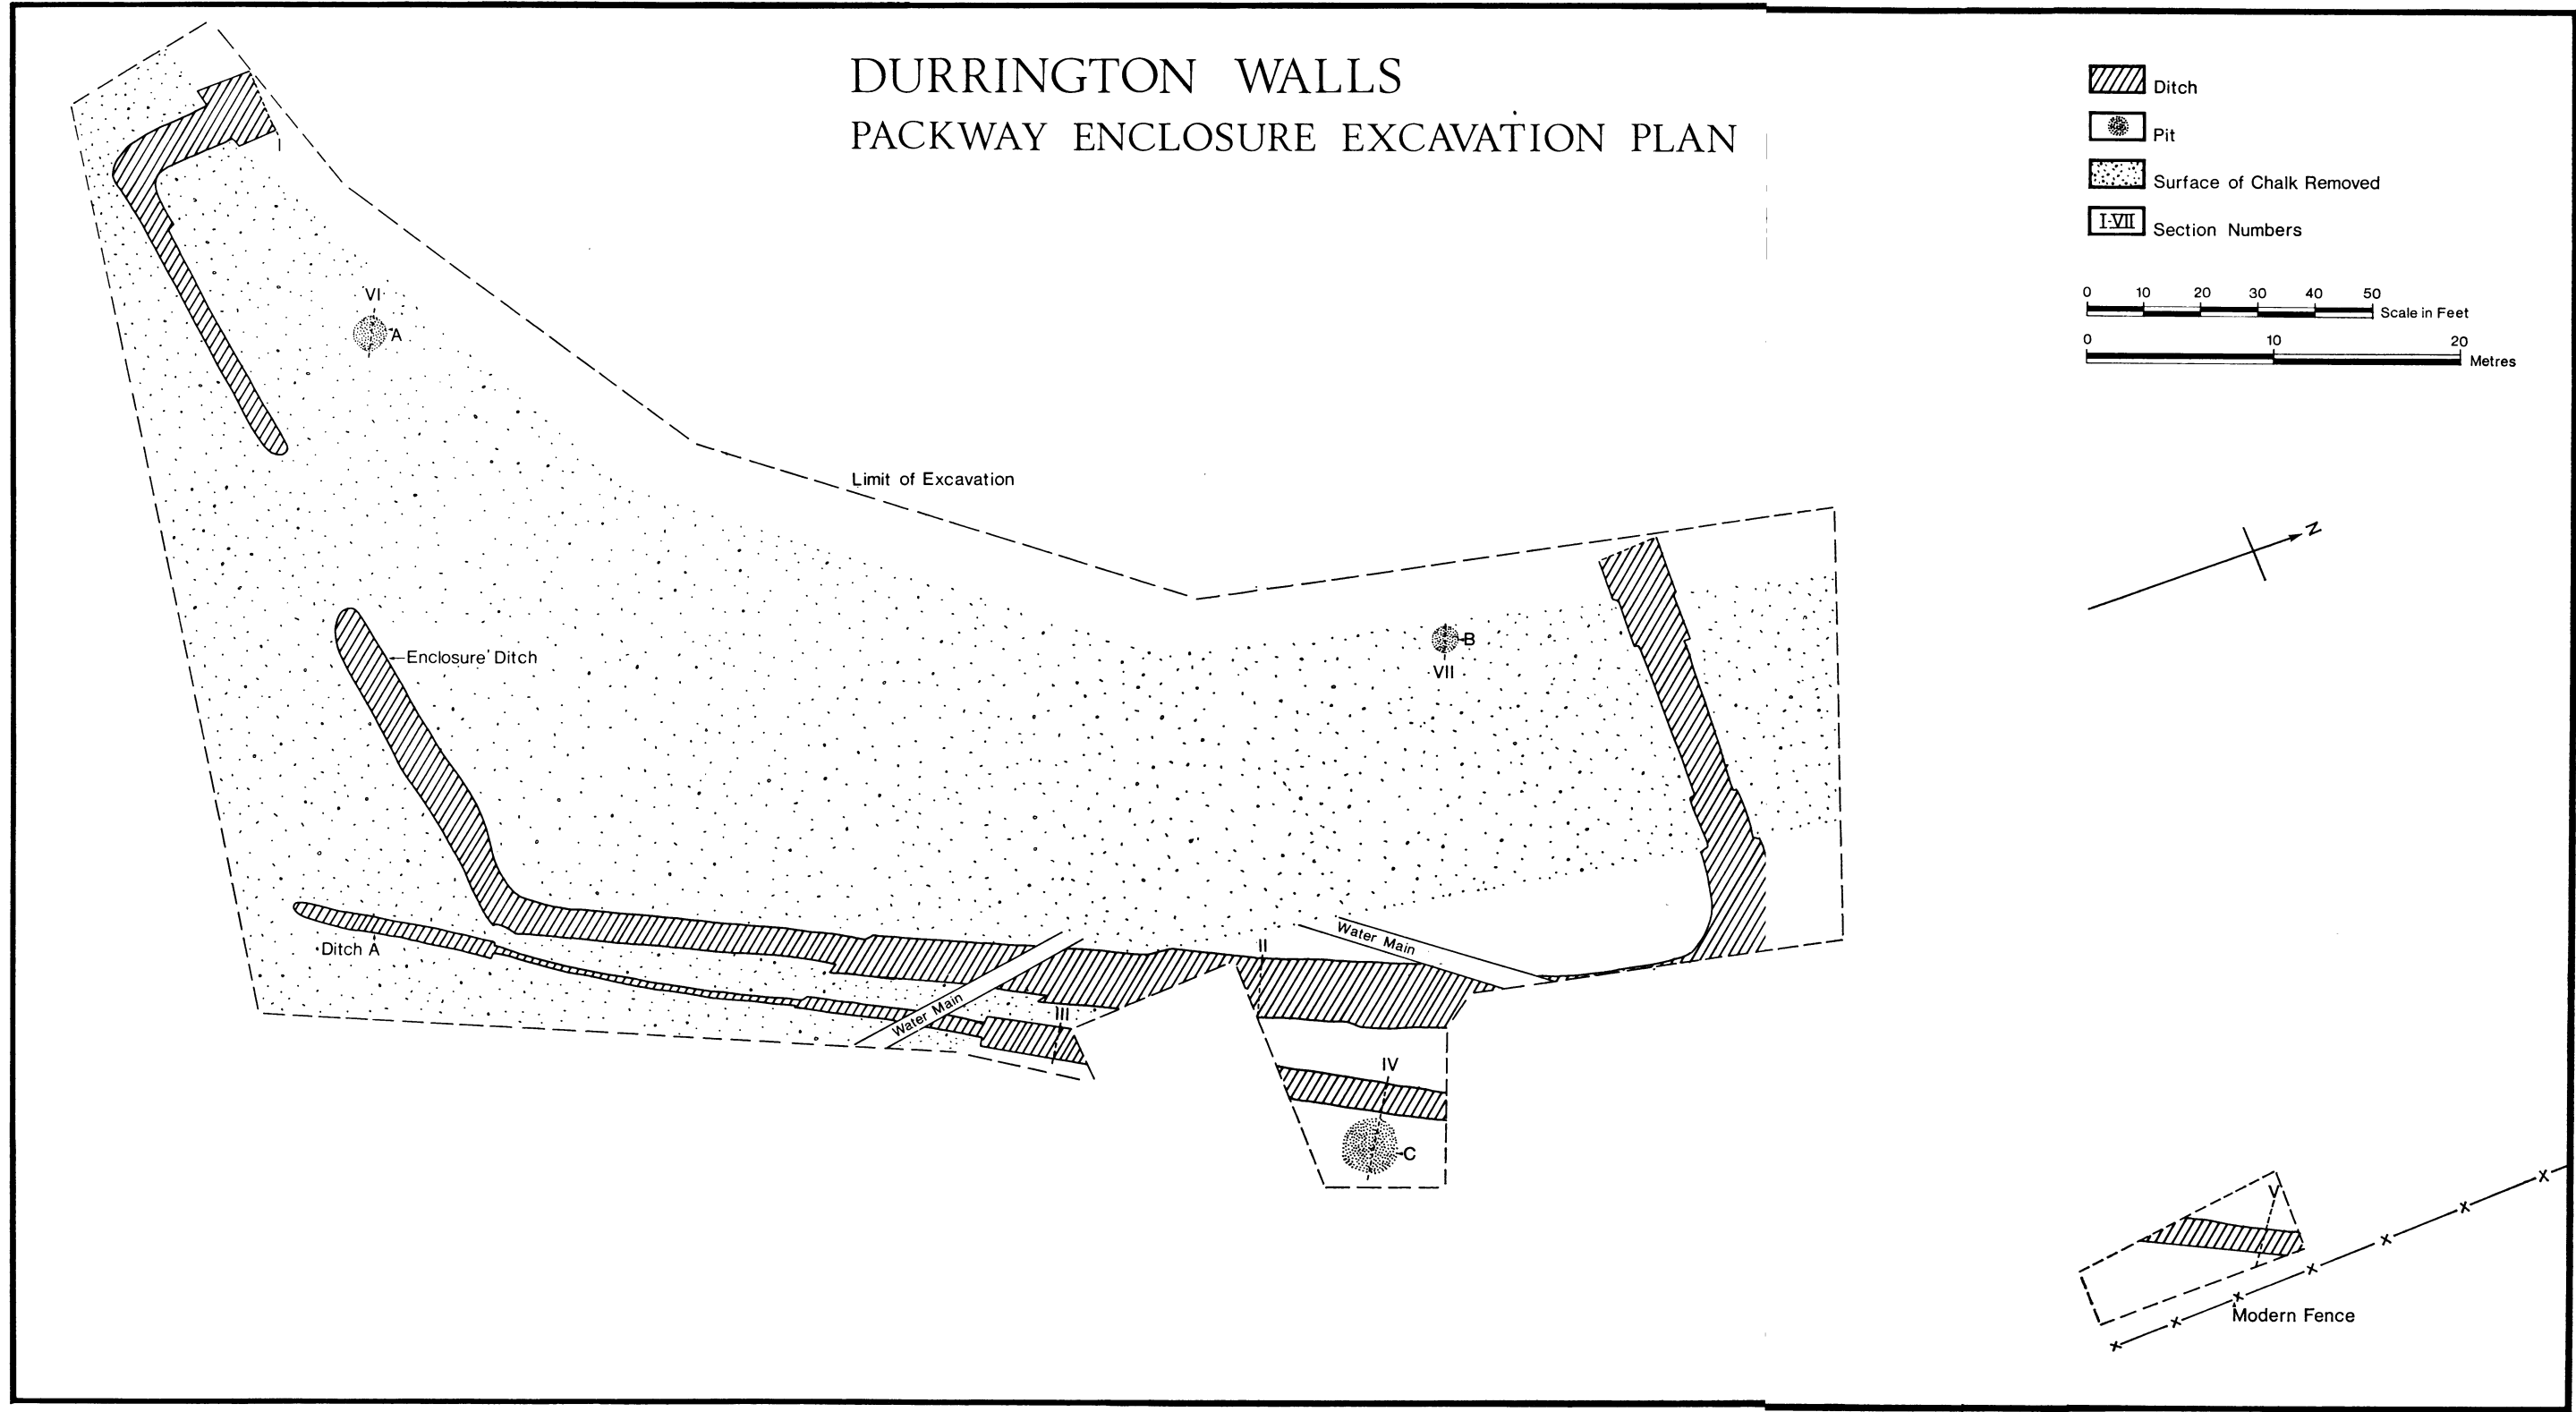 DURRINGTON WALLS
PACKWAY ENCLOSURE EXCAVATION PLAN
Ditch
Pit
Surface of Chalk Removed
I-VII Section Numbers
0 10 20 30 40 50
Scale in Feet
0 10 20
Metres
N
VI
A
Limit of Excavation
B
VII
Enclosure Ditch
Ditch A
Water Main
II
Water Main
III
IV
C
V
Modern Fence